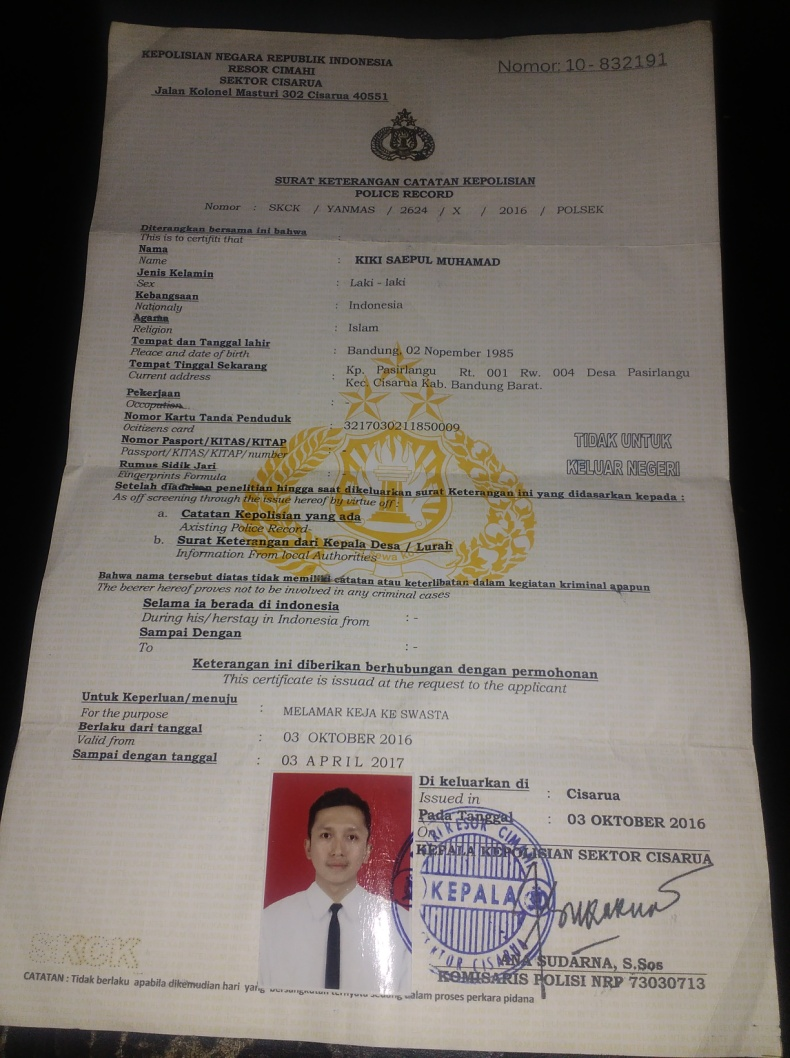 KEPOLISIAN NEGARA REPUBLIK INDONESIA
RESOR CIMAHI
SEKTOR CISARUA
Jalan Kolonel Masturi 302 Cisarua 40551
Nomor: 10-832191
SURAT KETERANGAN CATATAN KEPOLISIAN
POLICE RECORD
Nomor : SKCK / YANMAS / 2624 / X / 2016 / POLSEK
Diterangkan bersama ini bahwa
This is to certifiti that :
Nama
Name : KIKI SAEPUL MUHAMAD
Jenis Kelamin
Sex : Laki - laki
Kebangsaan
Nationaly : Indonesia
Agama
Religion : Islam
Tempat dan Tanggal lahir
Pleace and date of birth : Bandung, 02 Nopember 1985
Tempat Tinggal Sekarang
Current address : Kp. Pasirlangu Rt. 001 Rw. 004 Desa Pasirlangu
Kec. Cisarua Kab. Bandung Barat.
Pekerjaan
Occupation : -
Nomor Kartu Tanda Penduduk
Ocitizens card : 3217030211850009
Nomor Pasport/KITAS/KITAP
Passport/KITAS/KITAP/number : -
TIDAK UNTUK
KELUAR NEGERI
Rumus Sidik Jari
Fingerprints Formula : -
Setelah diadakan penelitian hingga saat dikeluarkan surat Keterangan ini yang didasarkan kepada :
As off screening through the issue hereof by virtue off :
a. Catatan Kepolisian yang ada
Axisting Police Record
b. Surat Keterangan dari Kepala Desa / Lurah
Information From local Authorities
Bahwa nama tersebut diatas tidak memiliki catatan atau keterlibatan dalam kegiatan kriminal apapun
The beerer hereof proves not to be involved in any criminal cases
Selama ia berada di indonesia
During his/herstay in Indonesia from : -
Sampai Dengan
To : -
Keterangan ini diberikan berhubungan dengan permohonan
This certificate is issuad at the request to the applicant
Untuk Keperluan/menuju
For the purpose : MELAMAR KEJA KE SWASTA
Berlaku dari tanggal
Valid from : 03 OKTOBER 2016
Sampai dengan tanggal : 03 APRIL 2017
Di keluarkan di
Issued in : Cisarua
Pada Tanggal : 03 OKTOBER 2016
On
KEPALA KEPOLISIAN SEKTOR CISARUA
RESOR CIMAHI
KEPALA
SEKTOR CISARUA
ANA SUDARNA, S.Sos
KOMISARIS POLISI NRP 73030713
SKCK
CATATAN : Tidak berlaku apabila dikemudian hari yang bersangkutan ternyata sedang dalam proses perkara pidana